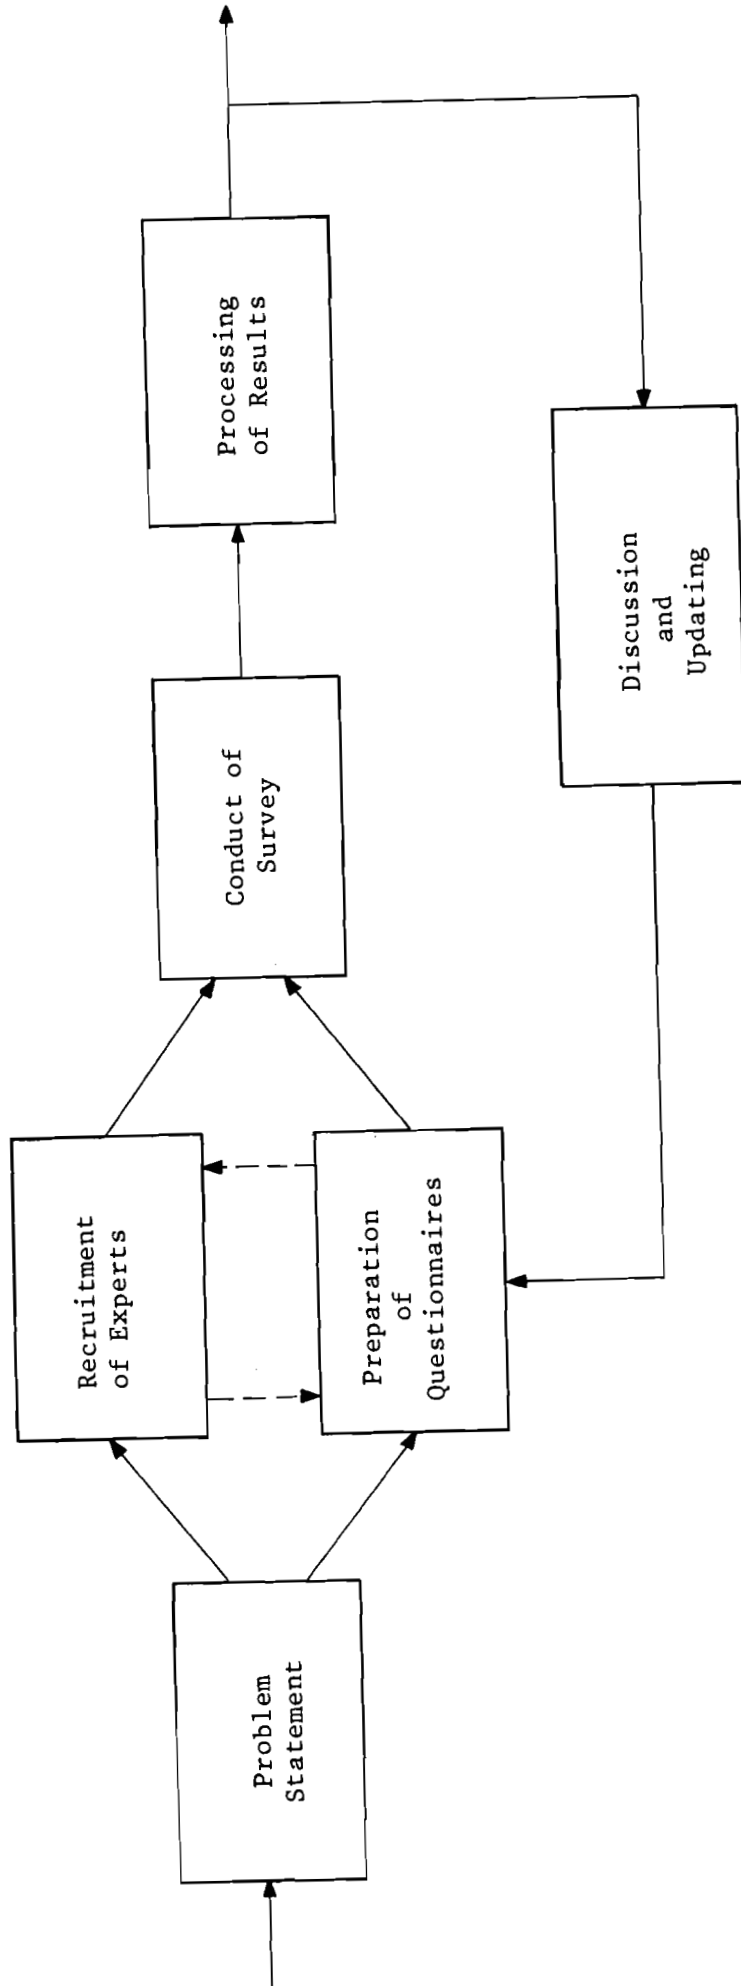 Problem
Statement
Recruitment
of Experts
Preparation
of
Questionnaires
Conduct of
Survey
Processing
of Results
Discussion
and
Updating